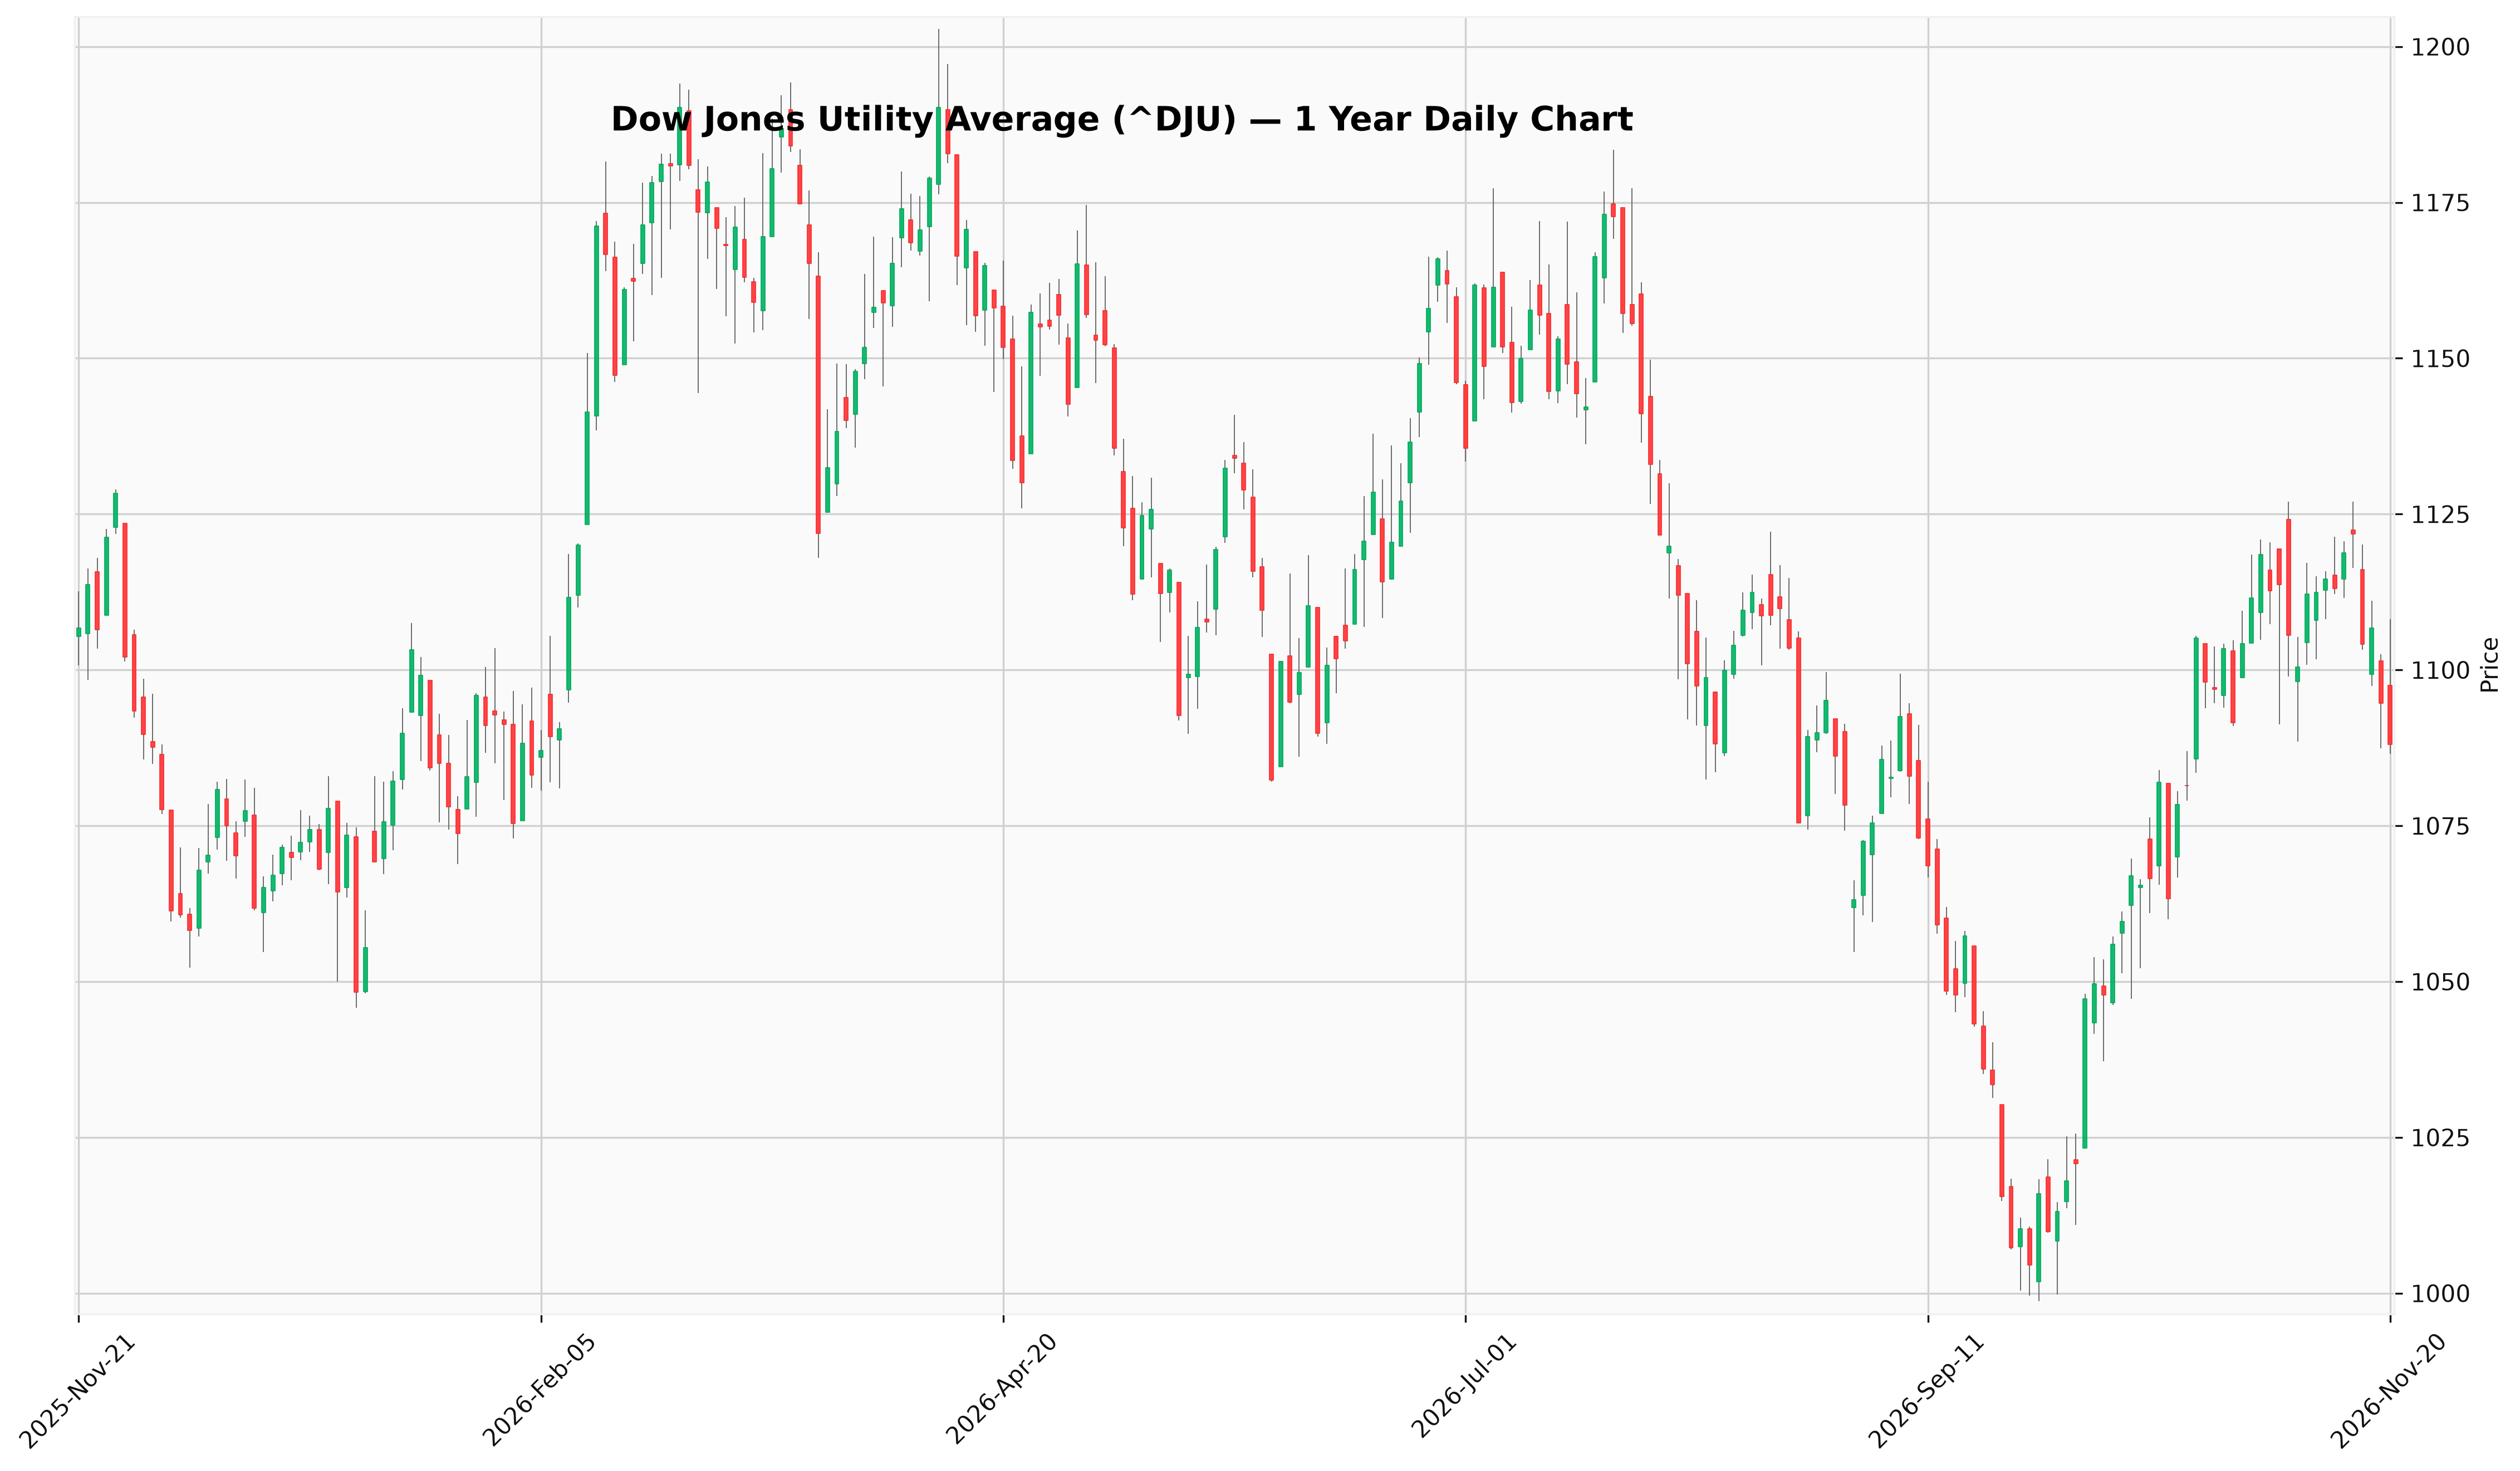 Dow Jones Utility Average (^DJU) — 1 Year Daily Chart
1200
1175
1150
1125
1100
1075
1050
1025
1000
Price
2025-Nov-21
2026-Feb-05
2026-Apr-20
2026-Jul-01
2026-Sep-11
2026-Nov-20